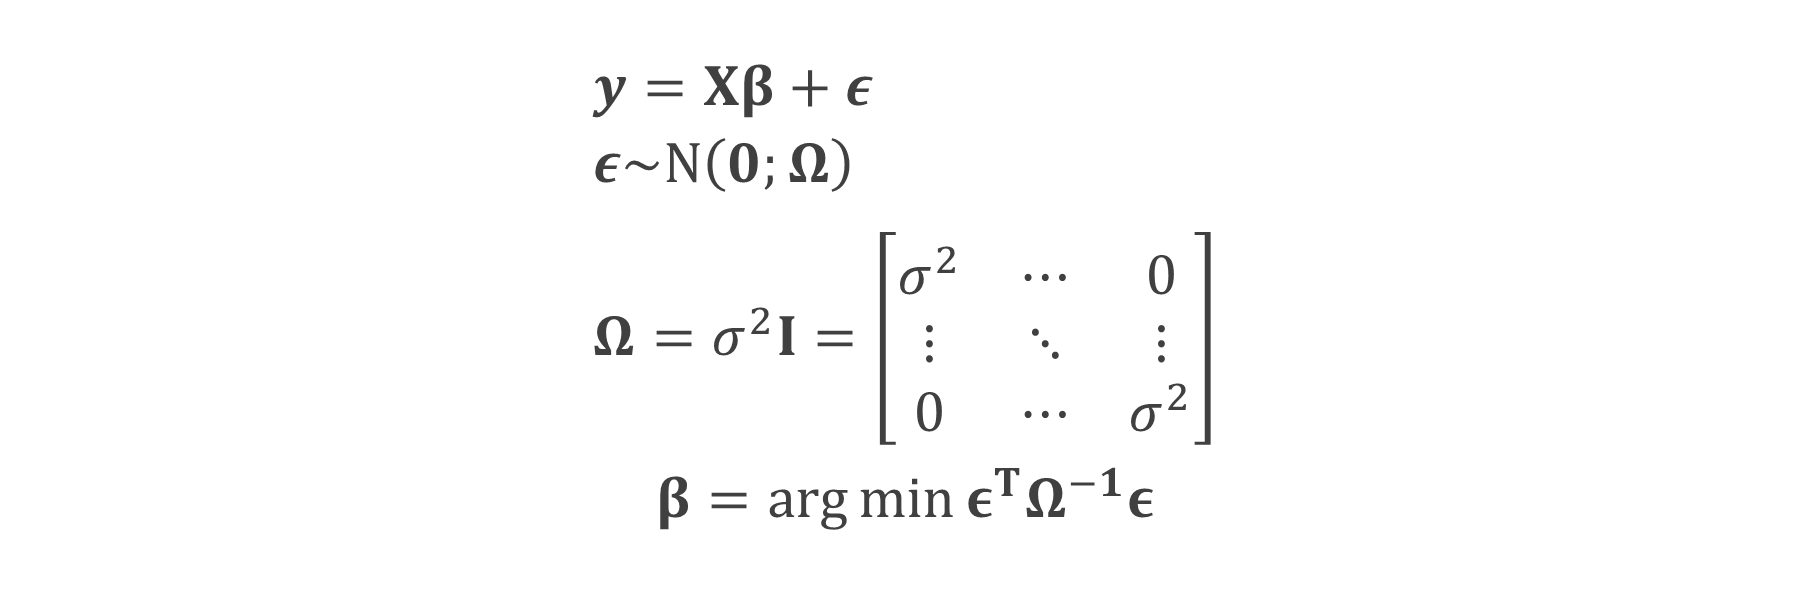 𝒚 = 𝐗𝛃 + 𝝐
𝝐~N(𝟎; 𝛀)
𝛀 = 𝜎²𝐈 = [𝜎² ⋯ 0
⋮ ⋱ ⋮
0 ⋯ 𝜎²]
𝛃 = arg min 𝛜ᵀ𝛀⁻¹𝛜